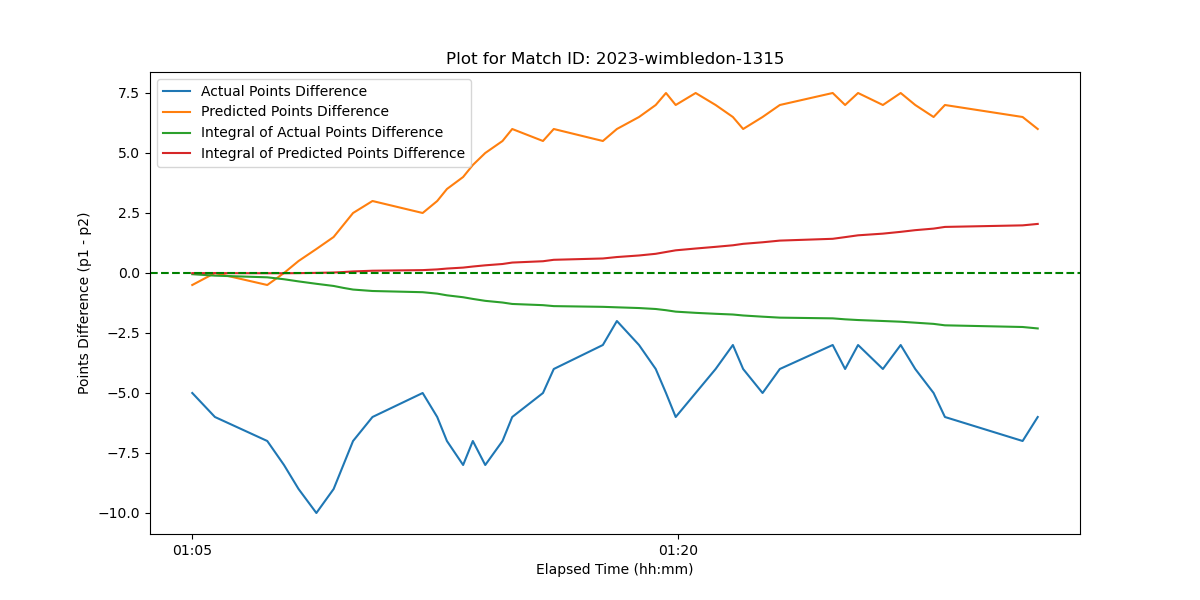 Plot for Match ID: 2023-wimbledon-1315
Actual Points Difference
Predicted Points Difference
Integral of Actual Points Difference
Integral of Predicted Points Difference
Points Difference (p1 - p2)
7.5
5.0
2.5
0.0
−2.5
−5.0
−7.5
−10.0
01:05
01:20
Elapsed Time (hh:mm)